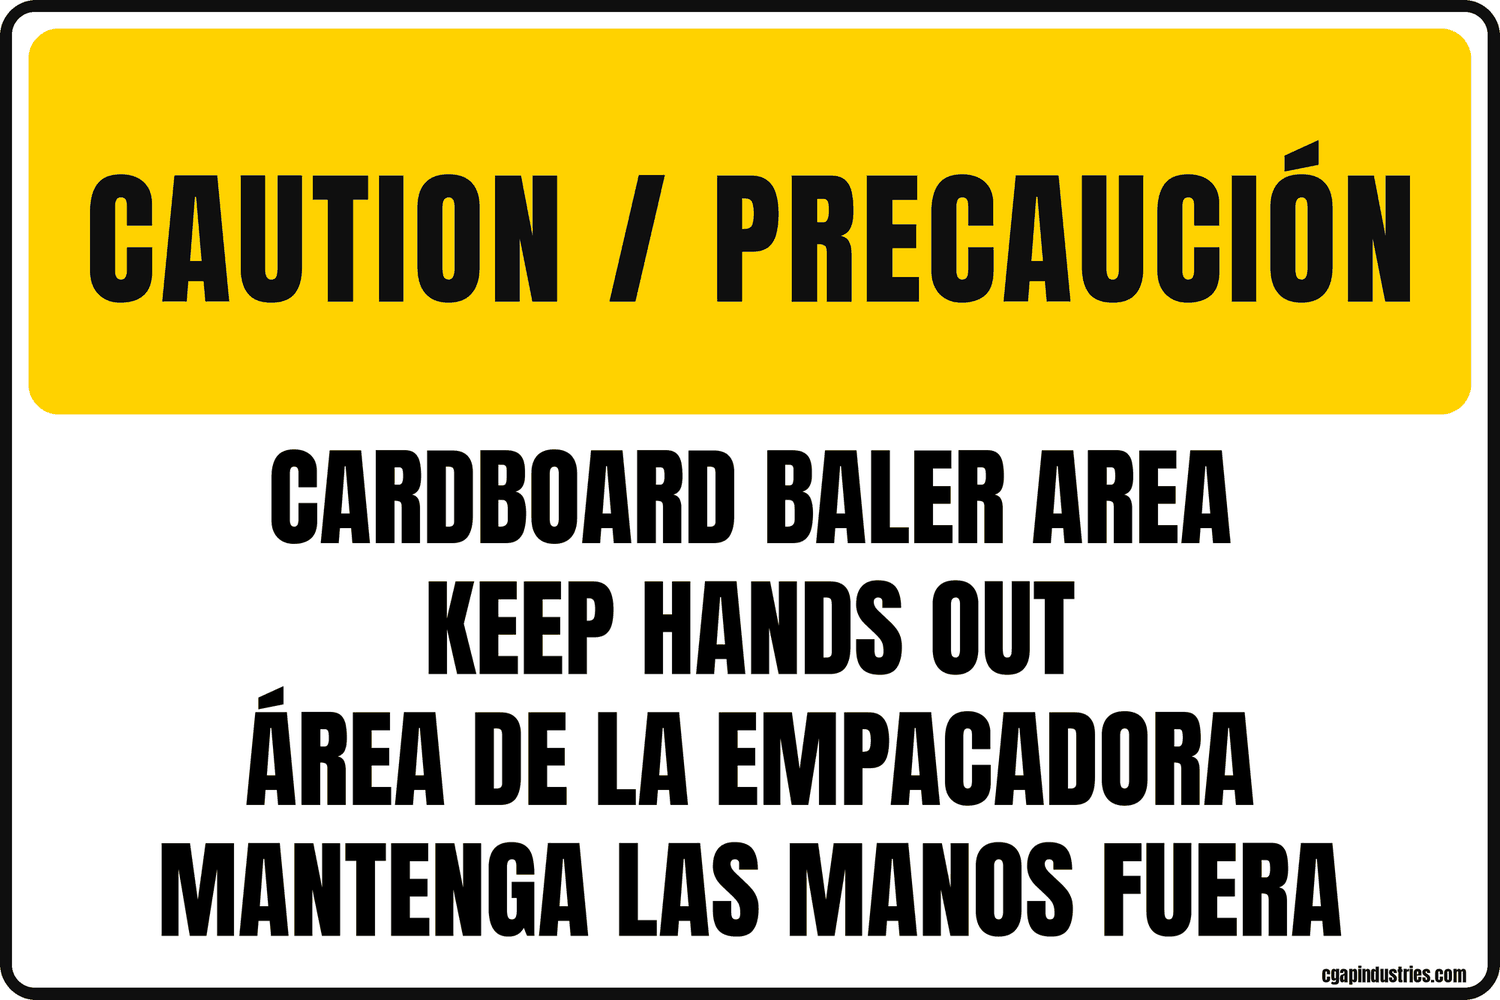 CAUTION / PRECAUCIÓN
CARDBOARD BALER AREA
KEEP HANDS OUT
ÁREA DE LA EMPACADORA
MANTENGA LAS MANOS FUERA
cgapindustries.com